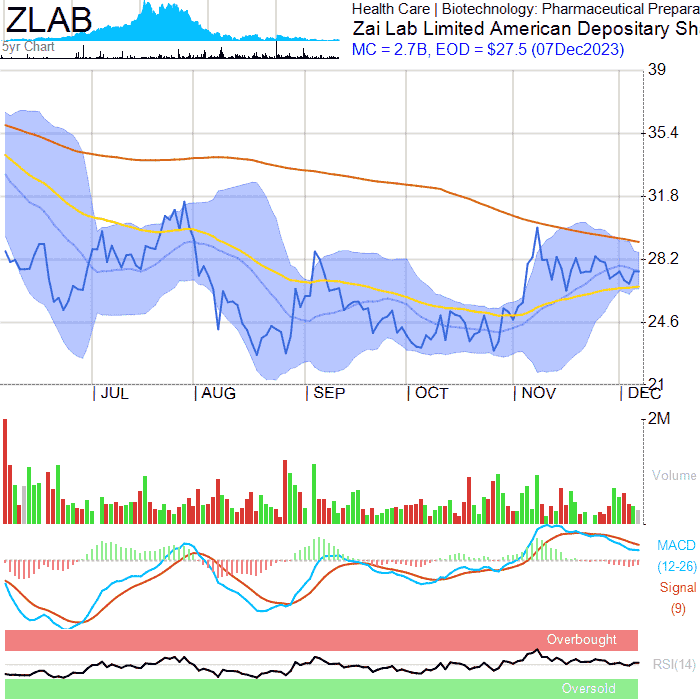 ZLAB
5yr Chart
Health Care | Biotechnology: Pharmaceutical Prepara
Zai Lab Limited American Depositary Sh
MC = 2.7B, EOD = $27.5 (07Dec2023)
39
35.4
31.8
28.2
24.6
21
JUL AUG SEP OCT NOV DEC
2M
Volume
MACD
(12-26)
Signal
(9)
Overbought
RSI(14)
Oversold